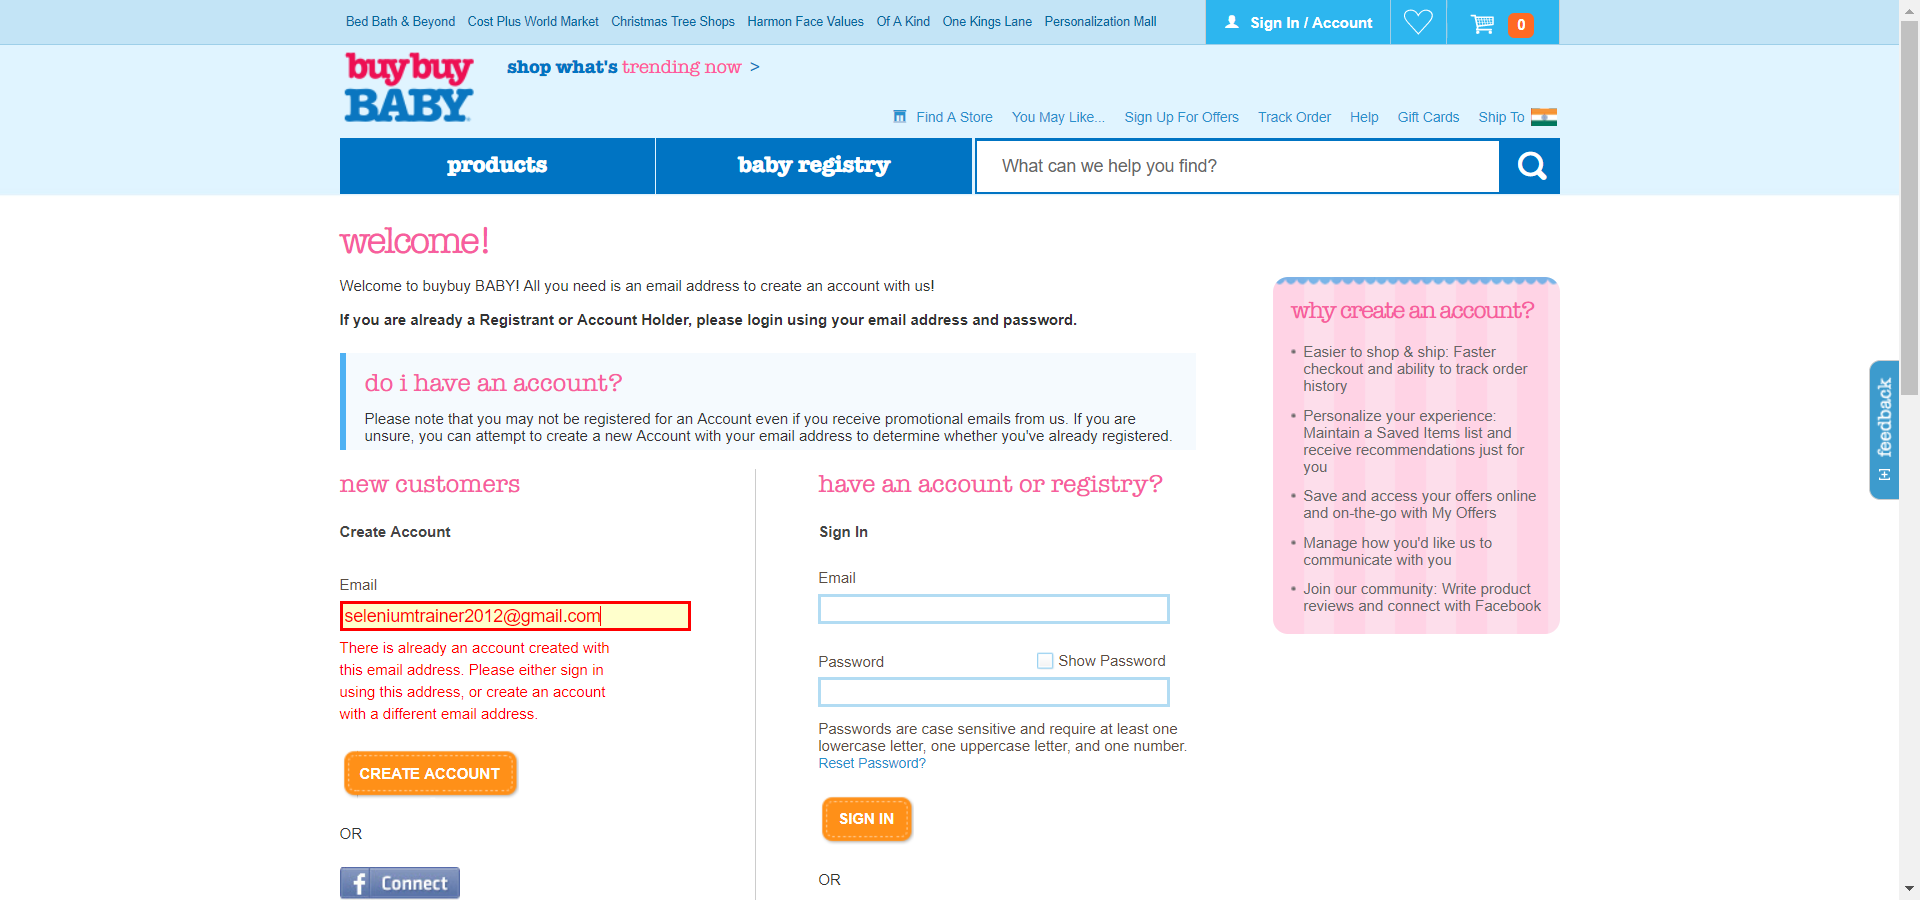 Bed Bath & Beyond Cost Plus World Market Christmas Tree Shops Harmon Face Values Of A Kind One Kings Lane Personalization Mall
Sign In / Account
0
buybuy
BABY
shop what's trending now >
Find A Store You May Like... Sign Up For Offers Track Order Help Gift Cards Ship To
products
baby registry
What can we help you find?
welcome!
Welcome to buybuy BABY! All you need is an email address to create an account with us!
If you are already a Registrant or Account Holder, please login using your email address and password.
do i have an account?
Please note that you may not be registered for an Account even if you receive promotional emails from us. If you are
unsure, you can attempt to create a new Account with your email address to determine whether you've already registered.
new customers
Create Account
Email
seleniumtrainer2012@gmail.com
There is already an account created with
this email address. Please either sign in
using this address, or create an account
with a different email address.
CREATE ACCOUNT
OR
f Connect
have an account or registry?
Sign In
Email
Password
Show Password
Passwords are case sensitive and require at least one
lowercase letter, one uppercase letter, and one number.
Reset Password?
SIGN IN
OR
why create an account?
• Easier to shop & ship: Faster
checkout and ability to track order
history
• Personalize your experience:
Maintain a Saved Items list and
receive recommendations just for
you
• Save and access your offers online
and on-the-go with My Offers
• Manage how you'd like us to
communicate with you
• Join our community: Write product
reviews and connect with Facebook
[+] feedback